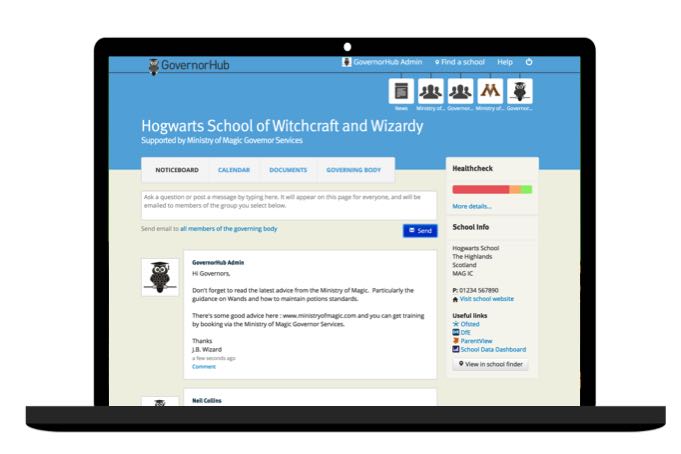 GovernorHub
GovernorHub Admin
Find a school
Help
News
Ministry of...
Governor...
Ministry of...
Governor...
Hogwarts School of Witchcraft and Wizardy
Supported by Ministry of Magic Governor Services
NOTICEBOARD
CALENDAR
DOCUMENTS
GOVERNING BODY
Ask a question or post a message by typing here. It will appear on this page for everyone, and will be
emailed to members of the group you select below.
Send email to all members of the governing body
Send
GovernorHub Admin
Hi Governors,
Don't forget to read the latest advice from the Ministry of Magic. Particularly the
guidance on Wands and how to maintain potions standards.
There's some good advice here : www.ministryofmagic.com and you can get training
by booking via the Ministry of Magic Governor Services.
Thanks
J.B. Wizard
a few seconds ago
Comment
Neil Collins
Healthcheck
More details...
School Info
Hogwarts School
The Highlands
Scotland
MAG IC
P: 01234 567890
Visit school website
Useful links
Ofsted
DfE
ParentView
School Data Dashboard
View in school finder